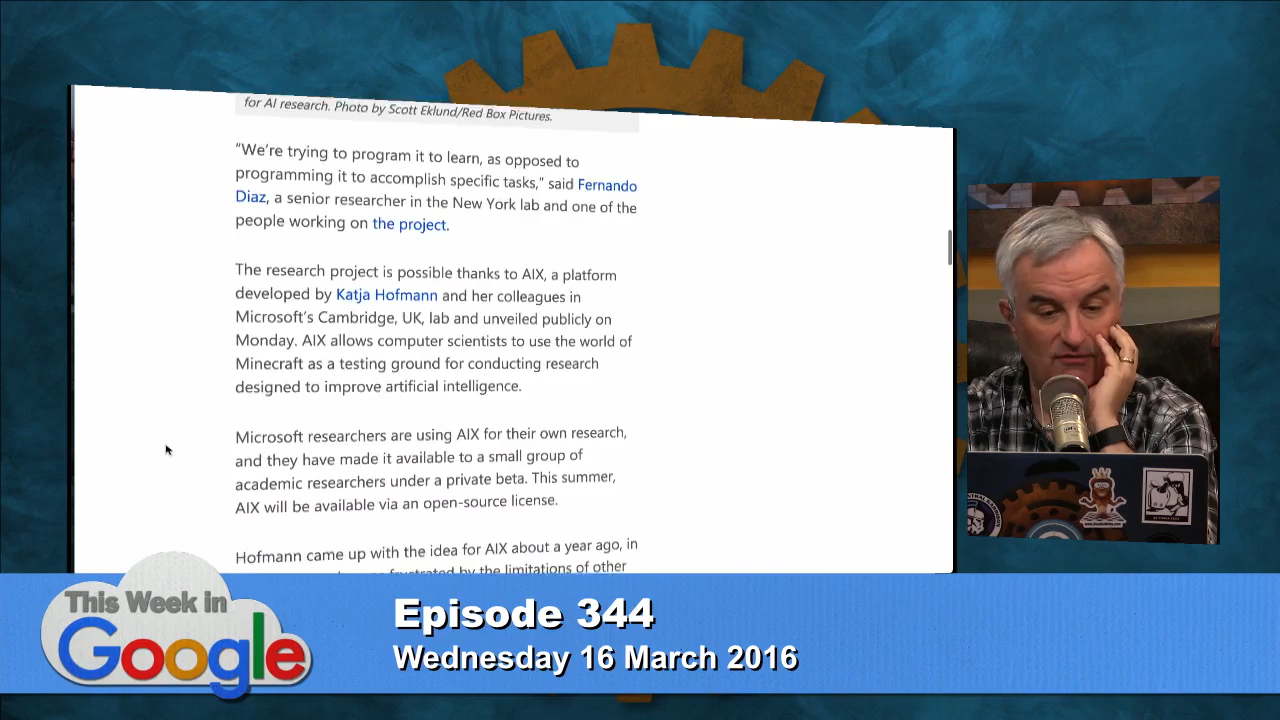 for AI research. Photo by Scott Eklund/Red Box Pictures.
“We’re trying to program it to learn, as opposed to
programming it to accomplish specific tasks,” said Fernando
Diaz, a senior researcher in the New York lab and one of the
people working on the project.
The research project is possible thanks to AIX, a platform
developed by Katja Hofmann and her colleagues in
Microsoft’s Cambridge, UK, lab and unveiled publicly on
Monday. AIX allows computer scientists to use the world of
Minecraft as a testing ground for conducting research
designed to improve artificial intelligence.
Microsoft researchers are using AIX for their own research,
and they have made it available to a small group of
academic researchers under a private beta. This summer,
AIX will be available via an open-source license.
Hofmann came up with the idea for AIX about a year ago, in
frustrated by the limitations of other
This Week in
Google
Episode 344
Wednesday 16 March 2016